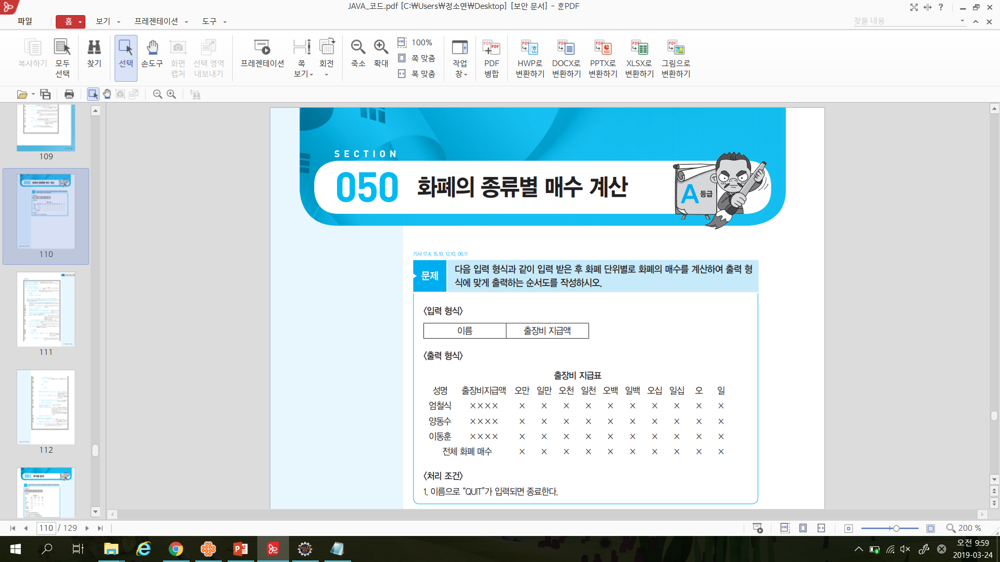 JAVA_코드.pdf [C:\Users\정소연\Desktop] [보안 문서] - 훈PDF
파일 홈 보기 프레젠테이션 도구
찾을 내용
복사하기 모두 선택 찾기 선택 손도구 화면 캡처 선택 영역 내보내기 프레젠테이션 쪽 보기 회전 축소 확대 100% 쪽 맞춤 폭 맞춤 작업 창 PDF 병합 HWP로 변환하기 DOCX로 변환하기 PPTX로 변환하기 XLSX로 변환하기 그림으로 변환하기
109
110
111
112
SECTION
050 화폐의 종류별 매수 계산
A 등급
기사 17.4, 15.10, 12.10, 06.11
문제
다음 입력 형식과 같이 입력 받은 후 화폐 단위별로 화폐의 매수를 계산하여 출력 형
식에 맞게 출력하는 순서도를 작성하시오.
〈입력 형식〉
이름 출장비 지급액
〈출력 형식〉
출장비 지급표
성명 출장비지급액 오만 일만 오천 일천 오백 일백 오십 일십 오 일
엄철식 ×××× × × × × × × × × × ×
양동수 ×××× × × × × × × × × × ×
이동훈 ×××× × × × × × × × × × ×
전체 화폐 매수 × × × × × × × × × ×
〈처리 조건〉
1. 이름으로 “QUIT”가 입력되면 종료한다.
110 / 129
200 %
오전 9:59
2019-03-24